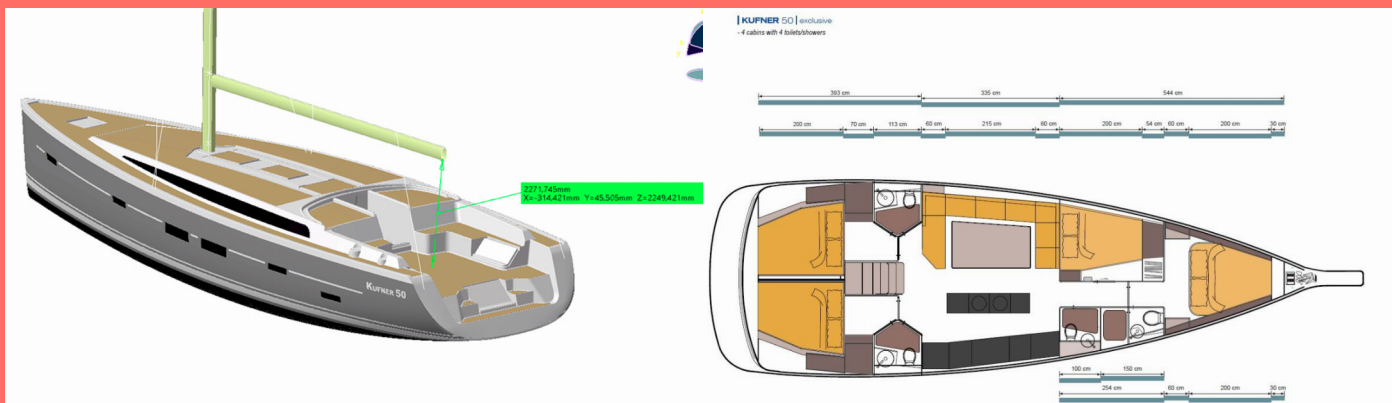 2271,745mm
X=-314,421mm Y=45,505mm Z=2249,421mm
KUFNER 50
KUFNER 50 exclusive
- 4 cabins with 4 toilets/showers
393 cm 335 cm 544 cm
200 cm 70 cm 113 cm 60 cm 215 cm 60 cm 200 cm 54 cm 60 cm 200 cm 30 cm
100 cm 150 cm
254 cm 60 cm 200 cm 30 cm